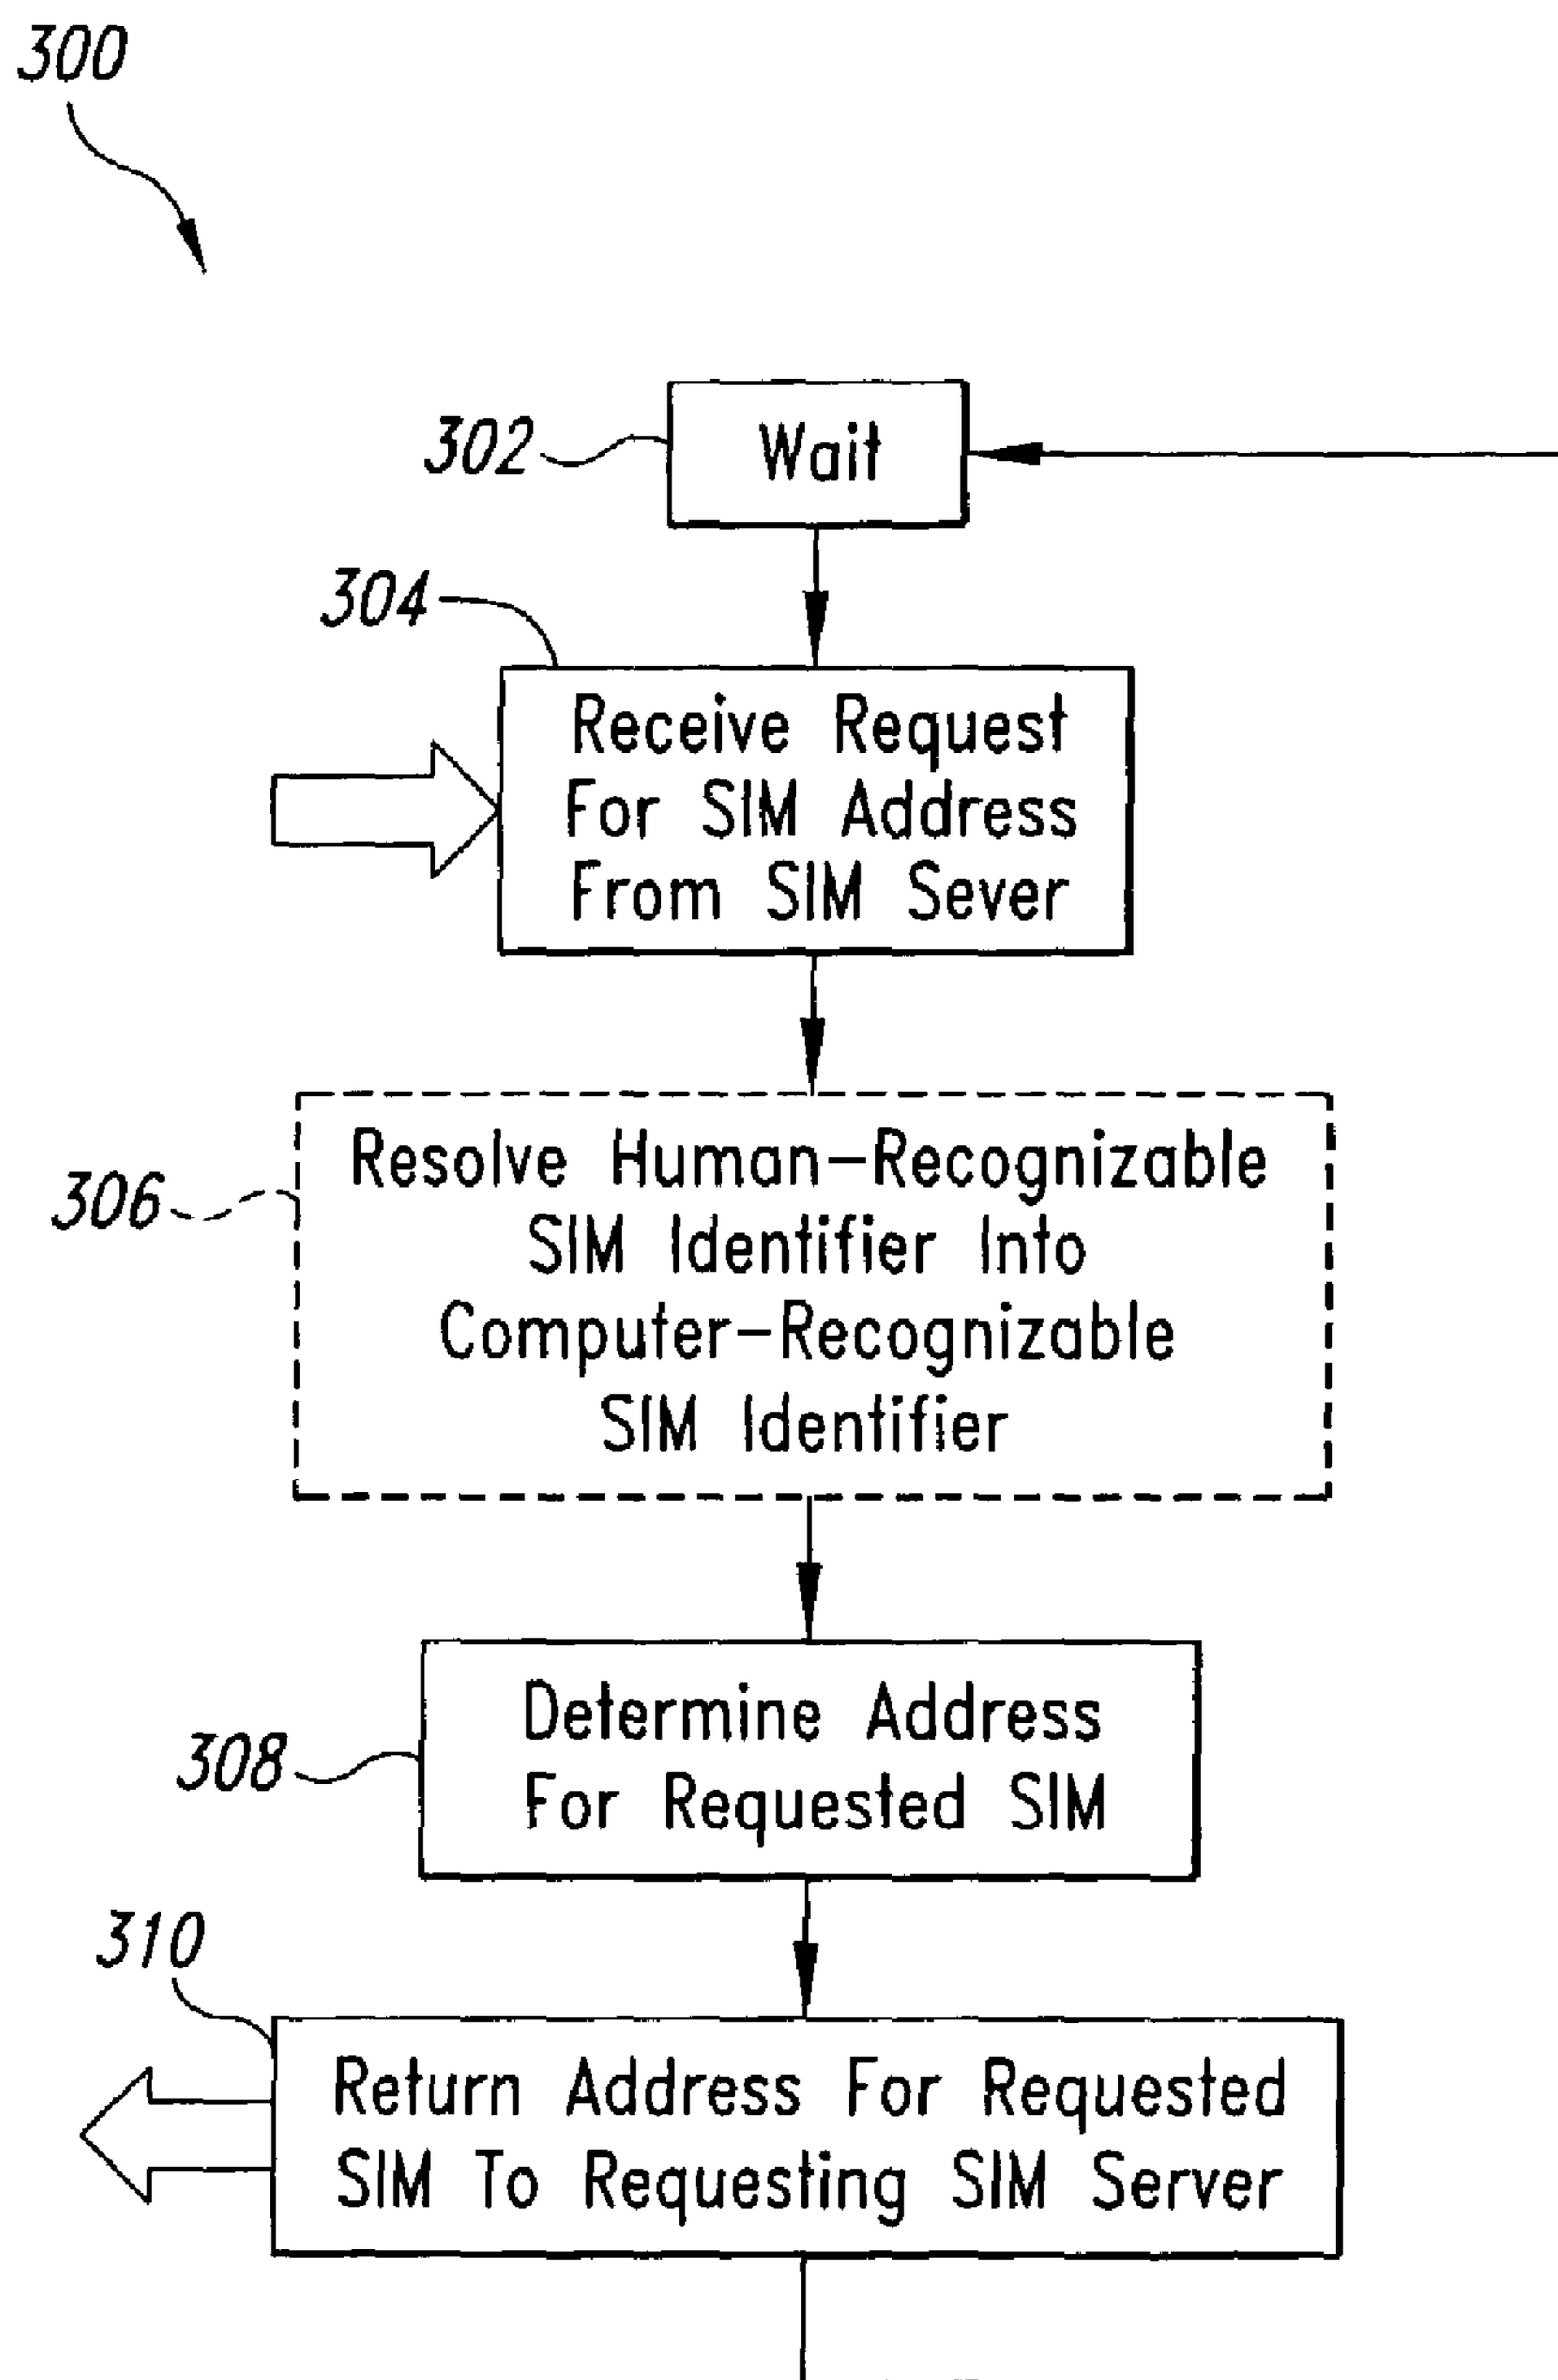 300
302
Wait
304
Receive Request
For SIM Address
From SIM Sever
306
Resolve Human-Recognizable
SIM Identifier Into
Computer-Recognizable
SIM Identifier
308
Determine Address
For Requested SIM
310
Return Address For Requested
SIM To Requesting SIM Server